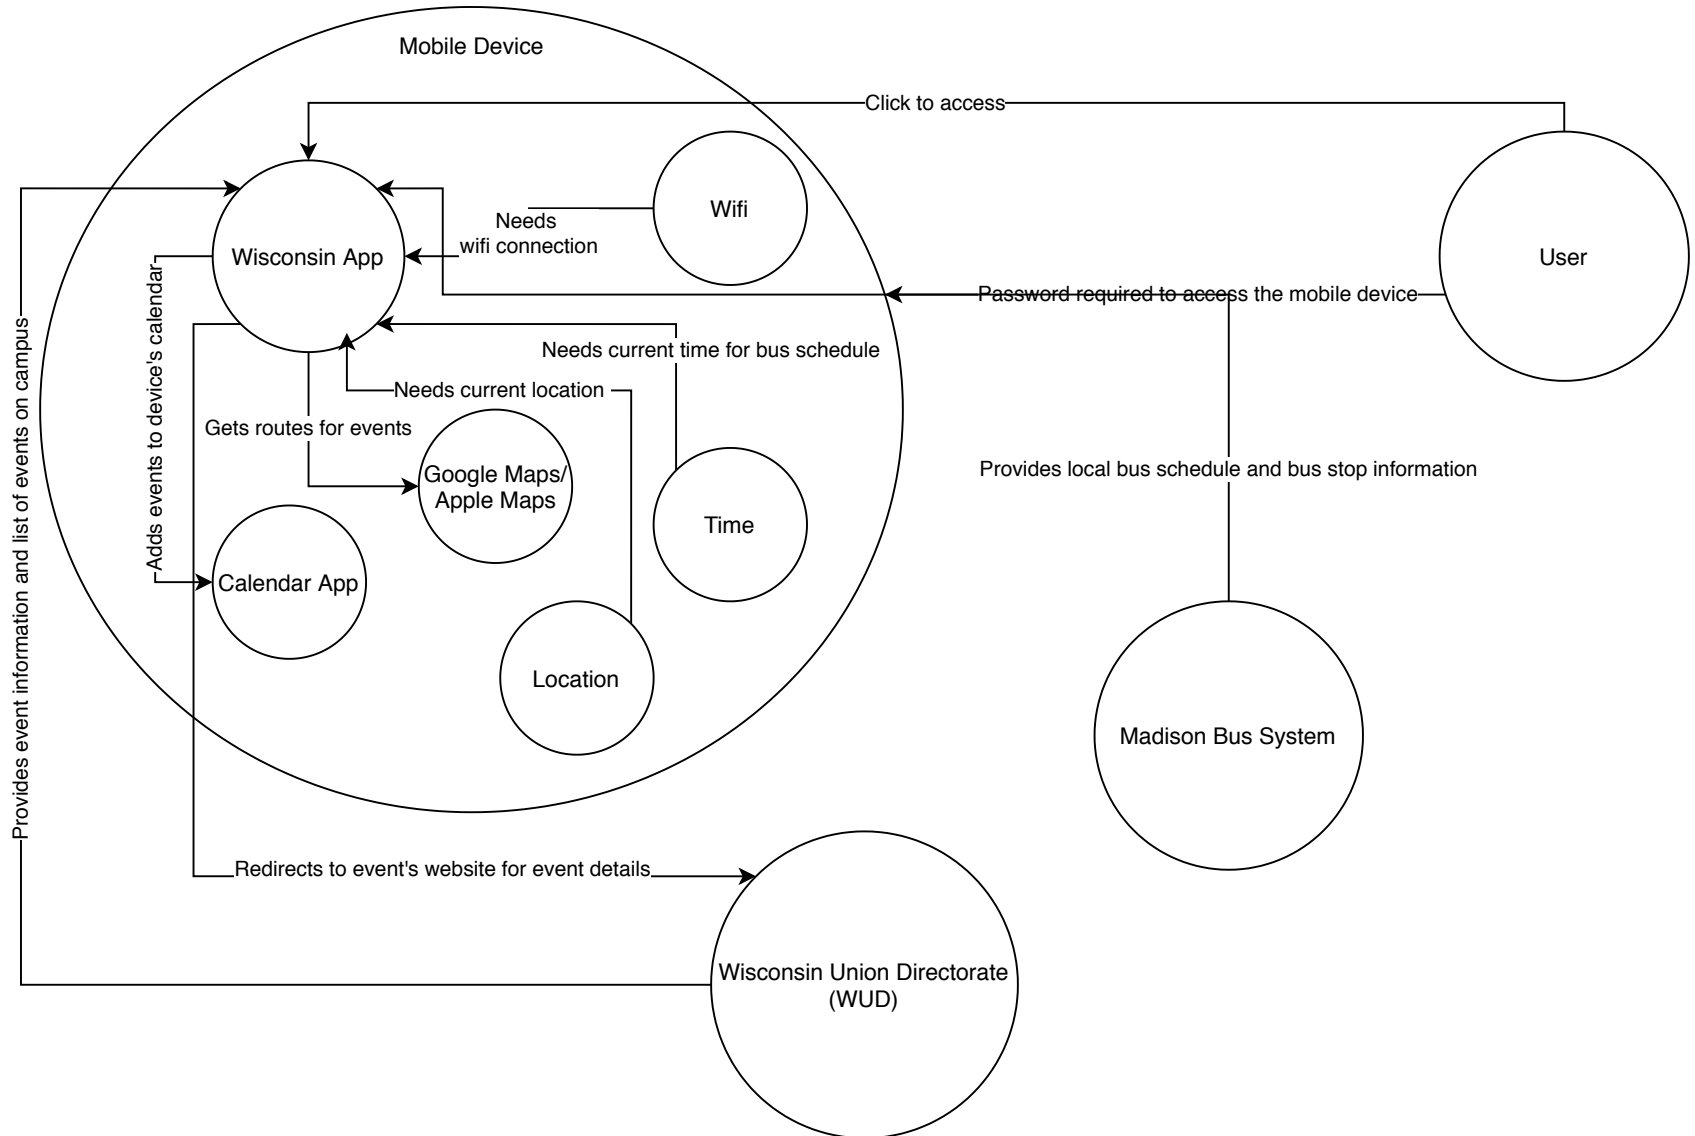 Mobile Device
Click to access
Wifi
Needs
wifi connection
Wisconsin App
User
Password required to access the mobile device
Needs current time for bus schedule
Needs current location
Gets routes for events
Adds events to device's calendar
Provides event information and list of events on campus
Google Maps/
Apple Maps
Provides local bus schedule and bus stop information
Time
Calendar App
Location
Madison Bus System
Redirects to event's website for event details
Wisconsin Union Directorate
(WUD)